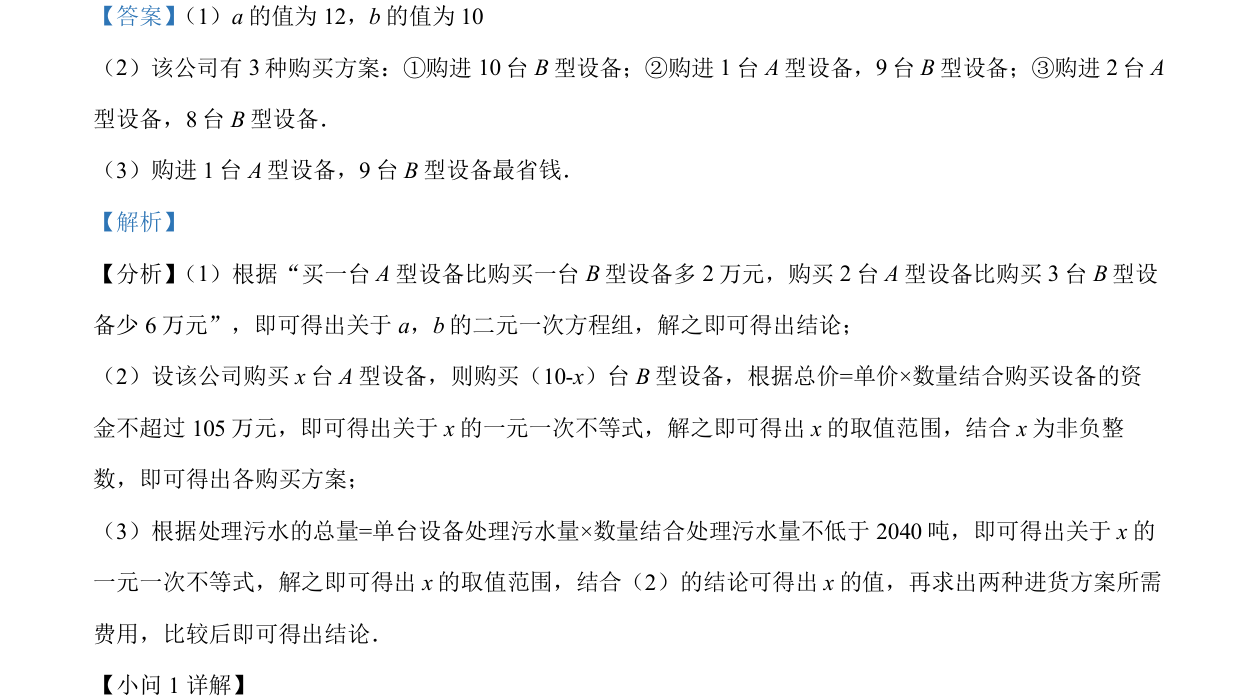 【答案】（1）a 的值为 12，b 的值为 10
（2）该公司有 3 种购买方案：①购进 10 台 B 型设备；②购进 1 台 A 型设备，9 台 B 型设备；③购进 2 台 A
型设备，8 台 B 型设备．
（3）购进 1 台 A 型设备，9 台 B 型设备最省钱．
【解析】
【分析】（1）根据“买一台 A 型设备比购买一台 B 型设备多 2 万元，购买 2 台 A 型设备比购买 3 台 B 型设
备少 6 万元”，即可得出关于 a，b 的二元一次方程组，解之即可得出结论；
（2）设该公司购买 x 台 A 型设备，则购买（10-x）台 B 型设备，根据总价=单价×数量结合购买设备的资
金不超过 105 万元，即可得出关于 x 的一元一次不等式，解之即可得出 x 的取值范围，结合 x 为非负整
数，即可得出各购买方案；
（3）根据处理污水的总量=单台设备处理污水量×数量结合处理污水量不低于 2040 吨，即可得出关于 x 的
一元一次不等式，解之即可得出 x 的取值范围，结合（2）的结论可得出 x 的值，再求出两种进货方案所需
费用，比较后即可得出结论．
【小问 1 详解】